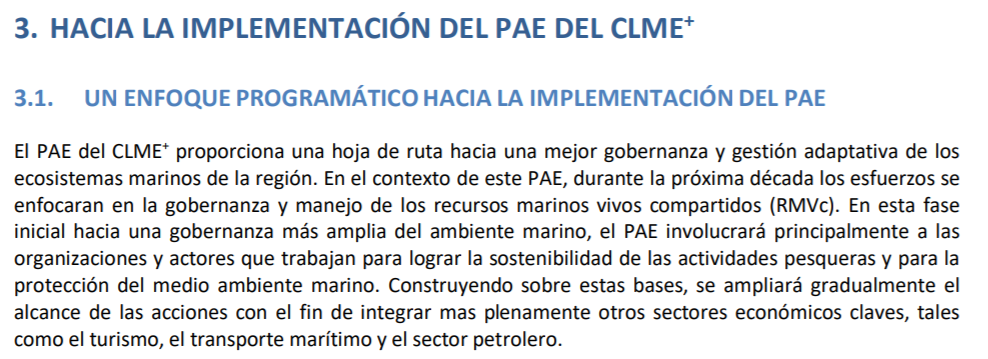 3. HACIA LA IMPLEMENTACIÓN DEL PAE DEL CLME⁺
3.1. UN ENFOQUE PROGRAMÁTICO HACIA LA IMPLEMENTACIÓN DEL PAE
El PAE del CLME⁺ proporciona una hoja de ruta hacia una mejor gobernanza y gestión adaptativa de los
ecosistemas marinos de la región. En el contexto de este PAE, durante la próxima década los esfuerzos se
enfocaran en la gobernanza y manejo de los recursos marinos vivos compartidos (RMVc). En esta fase
inicial hacia una gobernanza más amplia del ambiente marino, el PAE involucrará principalmente a las
organizaciones y actores que trabajan para lograr la sostenibilidad de las actividades pesqueras y para la
protección del medio ambiente marino. Construyendo sobre estas bases, se ampliará gradualmente el
alcance de las acciones con el fin de integrar mas plenamente otros sectores económicos claves, tales
como el turismo, el transporte marítimo y el sector petrolero.